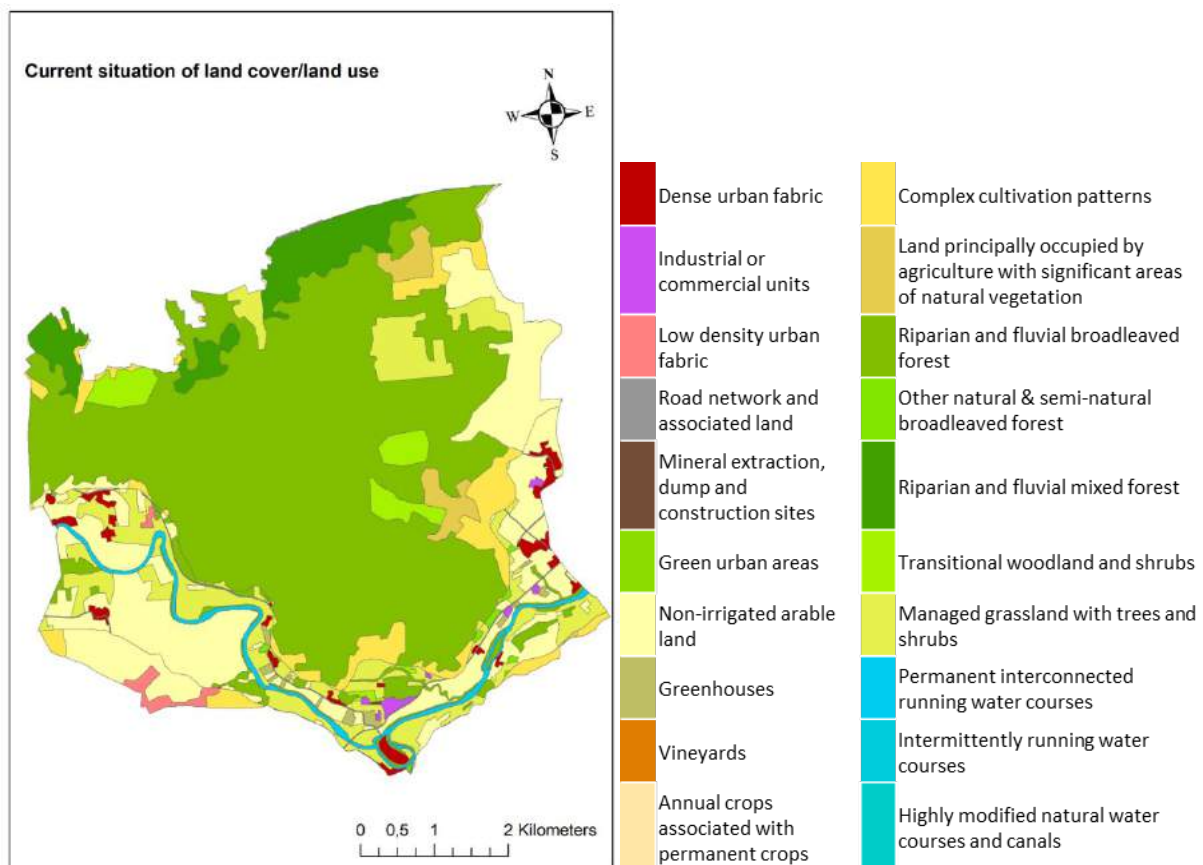 Current situation of land cover/land use
N
W
E
S
0 0,5 1 2 Kilometers
Dense urban fabric
Industrial or
commercial units
Low density urban
fabric
Road network and
associated land
Mineral extraction,
dump and
construction sites
Green urban areas
Non-irrigated arable
land
Greenhouses
Vineyards
Annual crops
associated with
permanent crops
Complex cultivation patterns
Land principally occupied by
agriculture with significant areas
of natural vegetation
Riparian and fluvial broadleaved
forest
Other natural & semi-natural
broadleaved forest
Riparian and fluvial mixed forest
Transitional woodland and shrubs
Managed grassland with trees and
shrubs
Permanent interconnected
running water courses
Intermittently running water
courses
Highly modified natural water
courses and canals